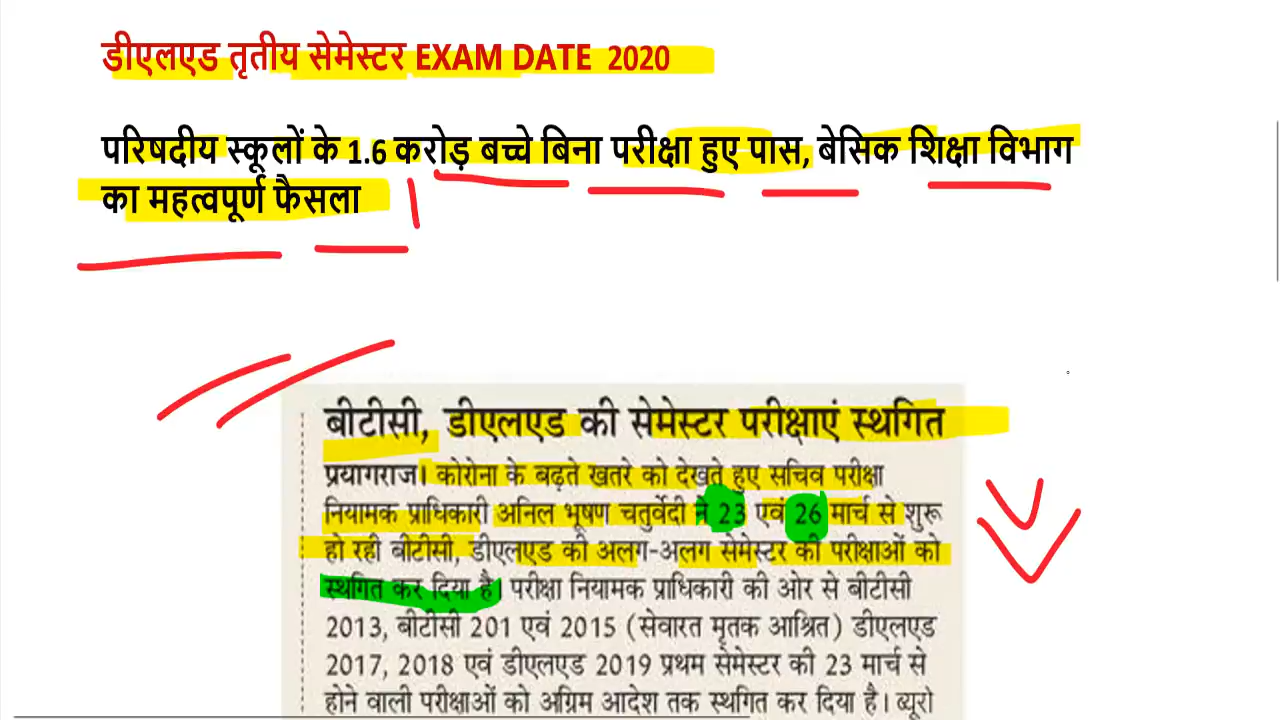 डीएलएड तृतीय सेमेस्टर EXAM DATE 2020
परिषदीय स्कूलों के 1.6 करोड़ बच्चे बिना परीक्षा हुए पास, बेसिक शिक्षा विभाग
का महत्वपूर्ण फैसला
बीटीसी, डीएलएड की सेमेस्टर परीक्षाएं स्थगित
प्रयागराज। कोरोना के बढ़ते खतरे को देखते हुए सचिव परीक्षा
नियामक प्राधिकारी अनिल भूषण चतुर्वेदी ने 23 एवं 26 मार्च से शुरू
हो रही बीटीसी, डीएलएड की अलग-अलग सेमेस्टर की परीक्षाओं को
स्थगित कर दिया है। परीक्षा नियामक प्राधिकारी की ओर से बीटीसी
2013, बीटीसी 201 एवं 2015 (सेवारत मृतक आश्रित) डीएलएड
2017, 2018 एवं डीएलएड 2019 प्रथम सेमेस्टर की 23 मार्च से
होने वाली परीक्षाओं को अग्रिम आदेश तक स्थगित कर दिया है। ब्यूरो